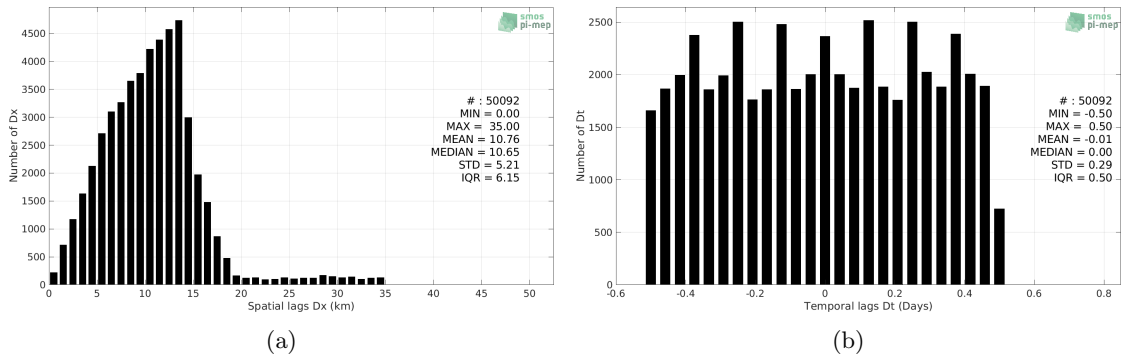 smos
pi-mep
4500
4000
3500
3000
2500
2000
1500
1000
500
0
Number of Dx
# : 50092
MIN = 0.00
MAX = 35.00
MEAN = 10.76
MEDIAN = 10.65
STD = 5.21
IQR = 6.15
0 5 10 15 20 25 30 35 40 45 50
Spatial lags Dx (km)
(a)
smos
pi-mep
2500
2000
1500
1000
500
0
Number of Dt
# : 50092
MIN = -0.50
MAX = 0.50
MEAN = -0.01
MEDIAN = 0.00
STD = 0.29
IQR = 0.50
-0.6 -0.4 -0.2 0 0.2 0.4 0.6 0.8
Temporal lags Dt (Days)
(b)